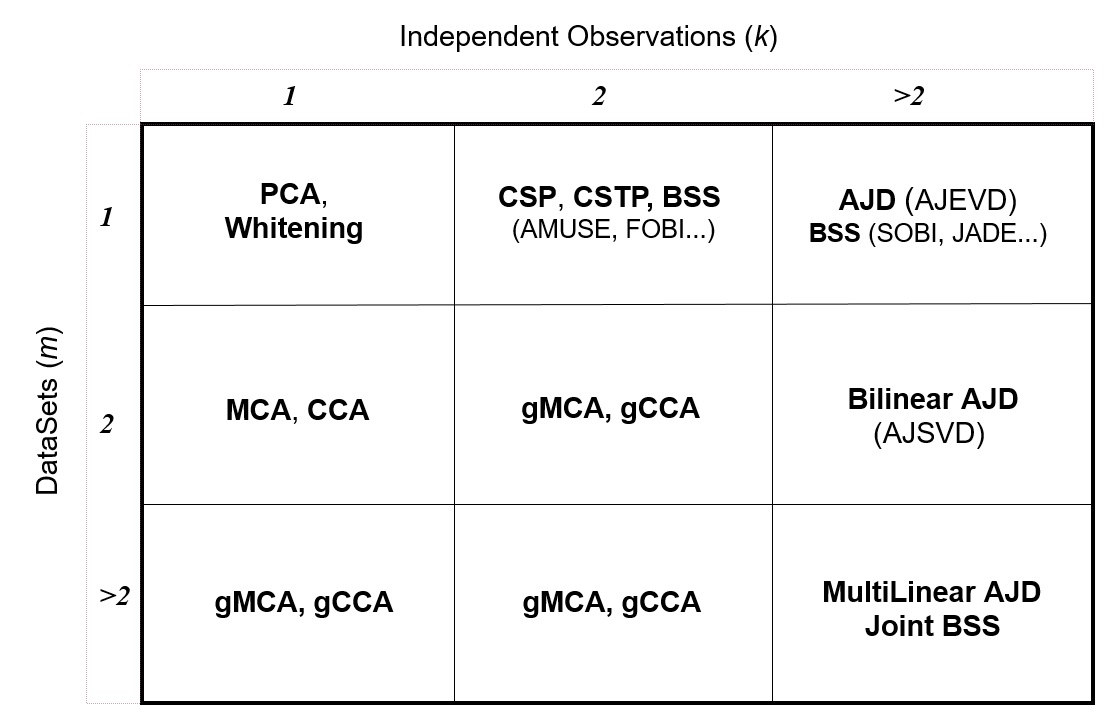 Independent Observations (k)
1
2
>2
DataSets (m)
1
PCA,
Whitening
CSP, CSTP, BSS
(AMUSE, FOBI...)
AJD (AJEVD)
BSS (SOBI, JADE...)
2
MCA, CCA
gMCA, gCCA
Bilinear AJD
(AJSVD)
>2
gMCA, gCCA
gMCA, gCCA
MultiLinear AJD
Joint BSS